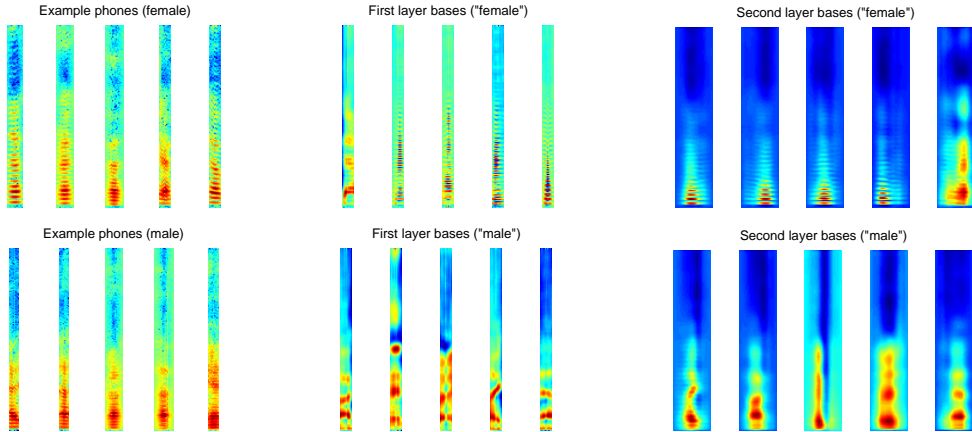 Example phones (female)
First layer bases ("female")
Second layer bases ("female")
Example phones (male)
First layer bases ("male")
Second layer bases ("male")